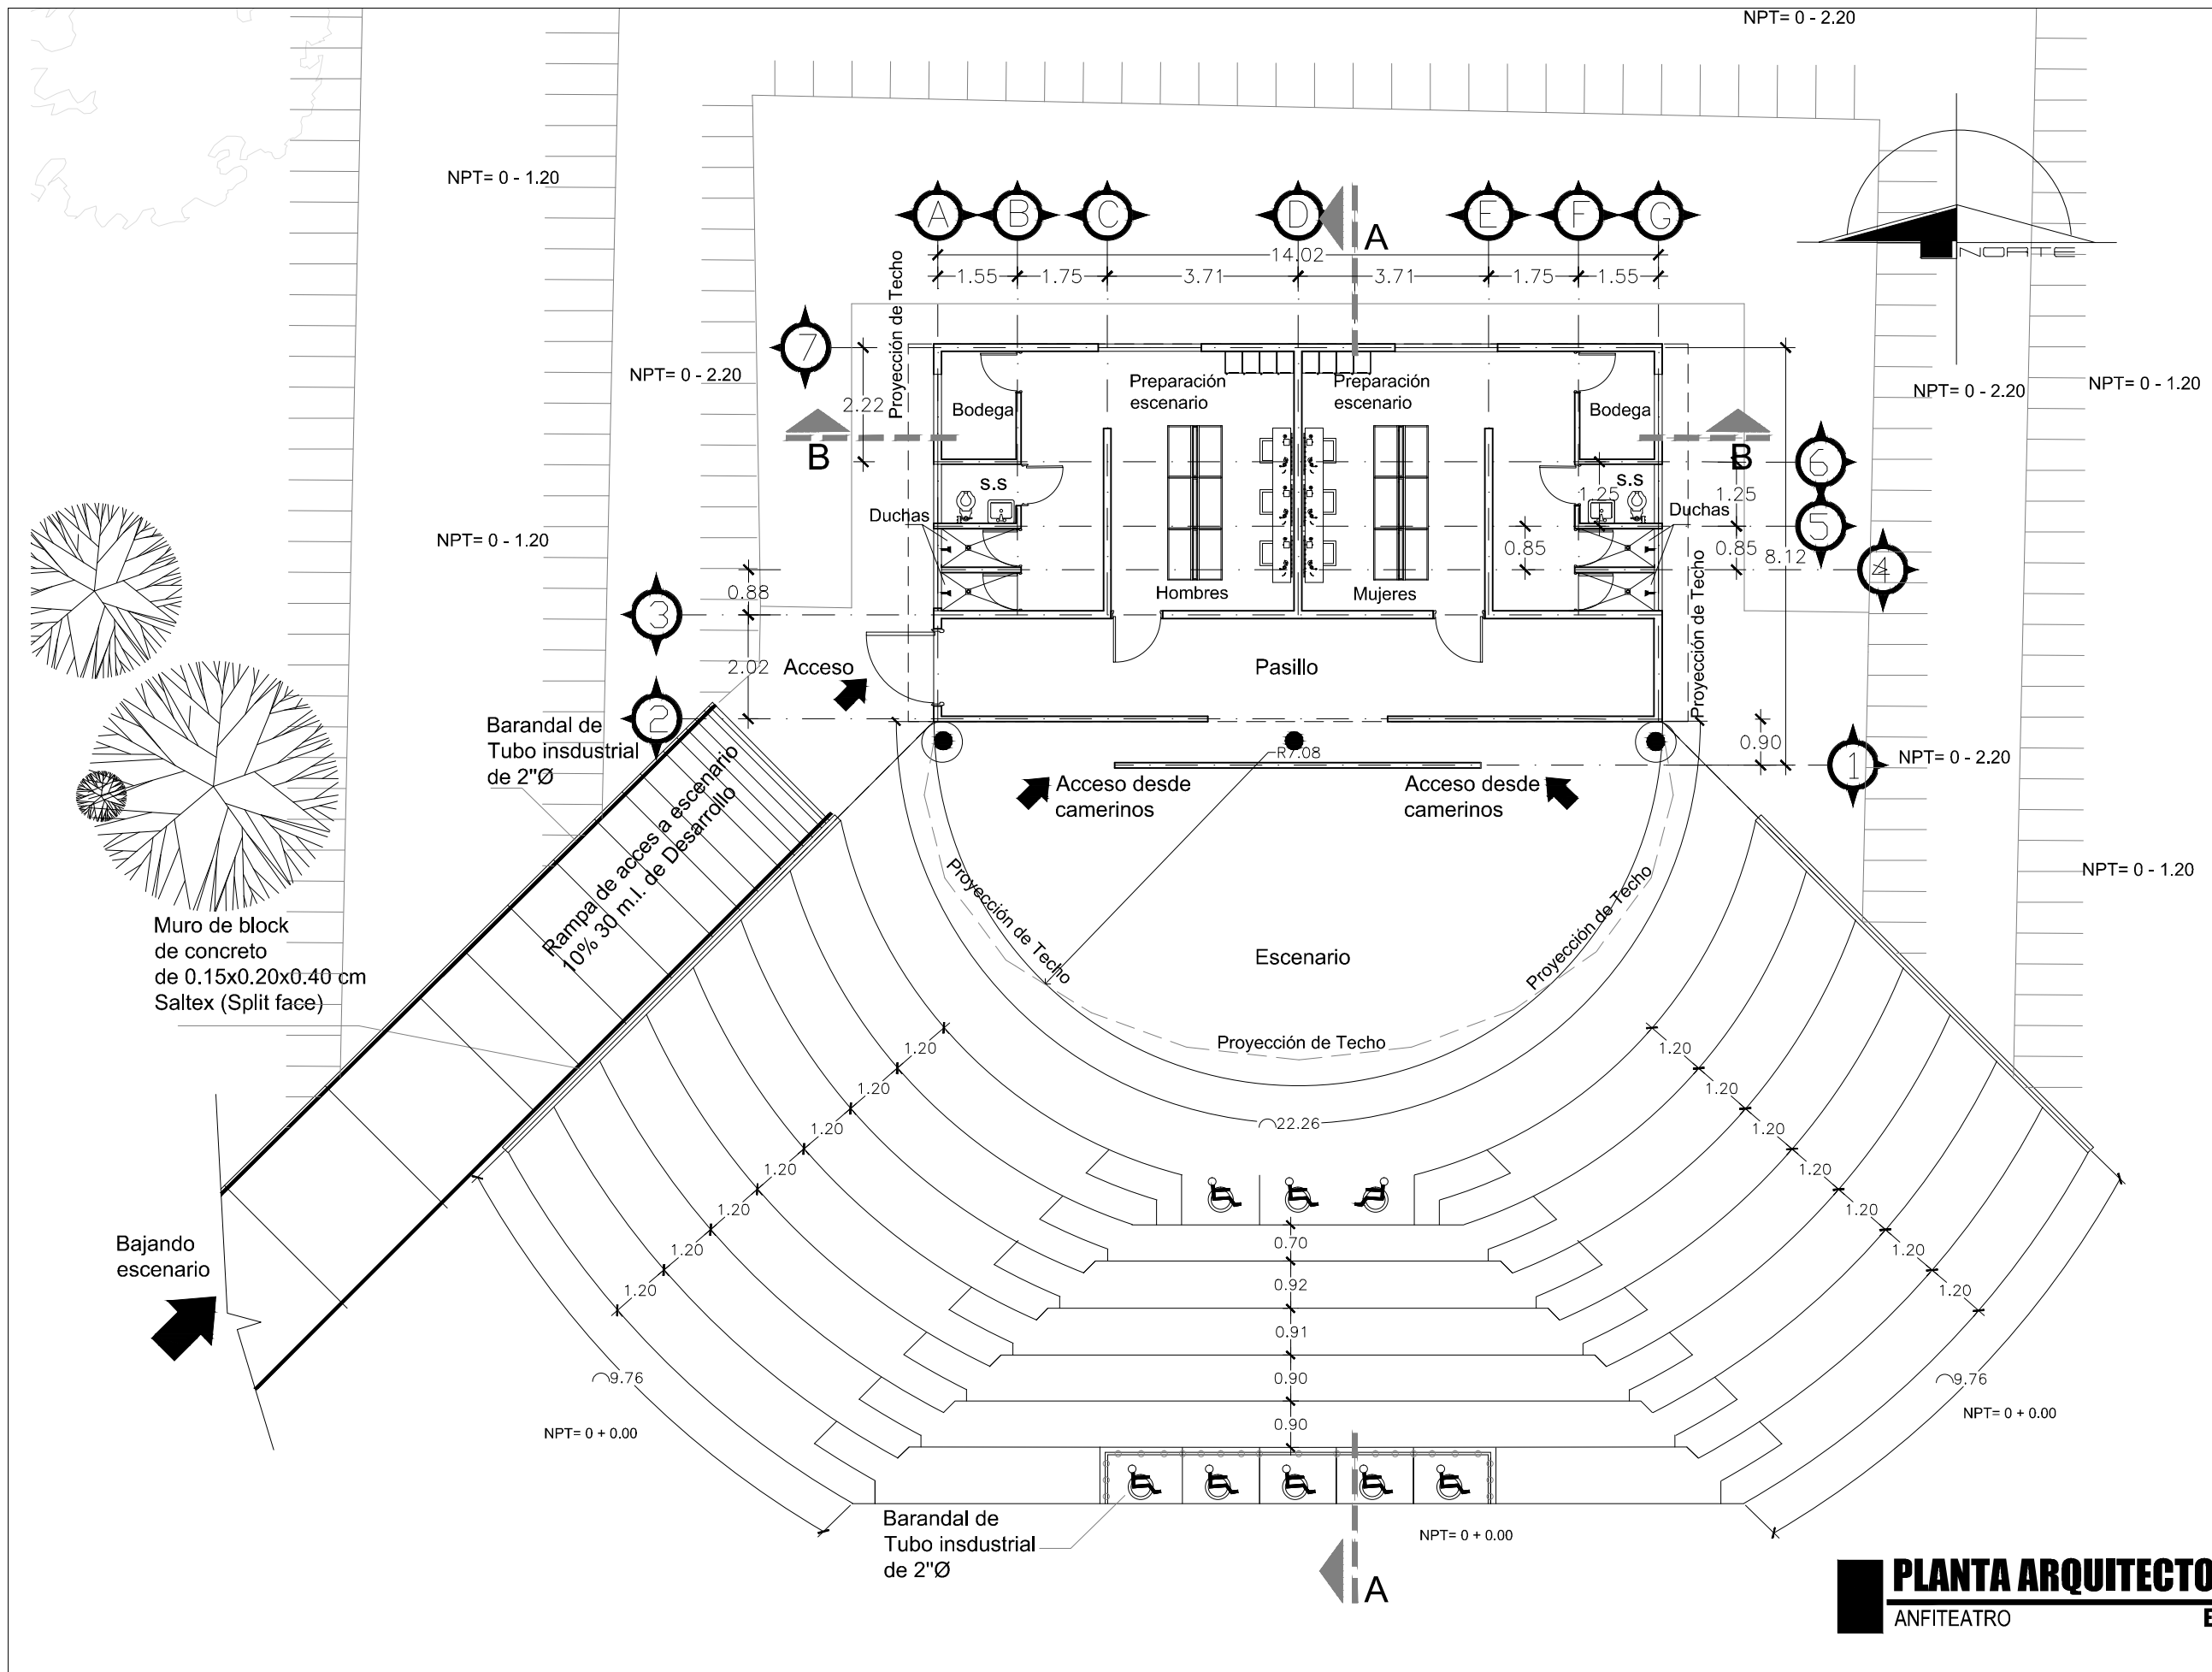 NPT= 0 - 2.20
NPT= 0 - 1.20
A
B
C
D
E
F
G
A
NORTE
14.02
1.55
1.75
3.71
3.71
1.75
1.55
Proyección de Techo
7
NPT= 0 - 2.20
2.22
B
Bodega
Preparación
escenario
Preparación
escenario
Bodega
NPT= 0 - 2.20
NPT= 0 - 1.20
B
6
s.s
s.s
1.25
1.25
Duchas
Duchas
5
NPT= 0 - 1.20
0.85
0.85
8.12
4
0.88
Hombres
Mujeres
3
Proyección de Techo
2.02
Acceso
Pasillo
2
Barandal de
Tubo insdustrial
de 2"Ø
R7.08
0.90
1
NPT= 0 - 2.20
Acceso desde
camerinos
Acceso desde
camerinos
Rampa de acces a escenario
10% 30 m.l. de Desarrollo
NPT= 0 - 1.20
Muro de block
de concreto
de 0.15x0.20x0.40 cm
Saltex (Split face)
Proyección de Techo
Escenario
Proyección de Techo
Proyección de Techo
1.20
1.20
1.20
1.20
1.20
1.20
1.20
1.20
1.20
1.20
1.20
1.20
1.20
1.20
22.26
Bajando
escenario
0.70
0.92
0.91
0.90
0.90
9.76
9.76
NPT= 0 + 0.00
NPT= 0 + 0.00
Barandal de
Tubo insdustrial
de 2"Ø
NPT= 0 + 0.00
A
PLANTA ARQUITECTO
ANFITEATRO
E